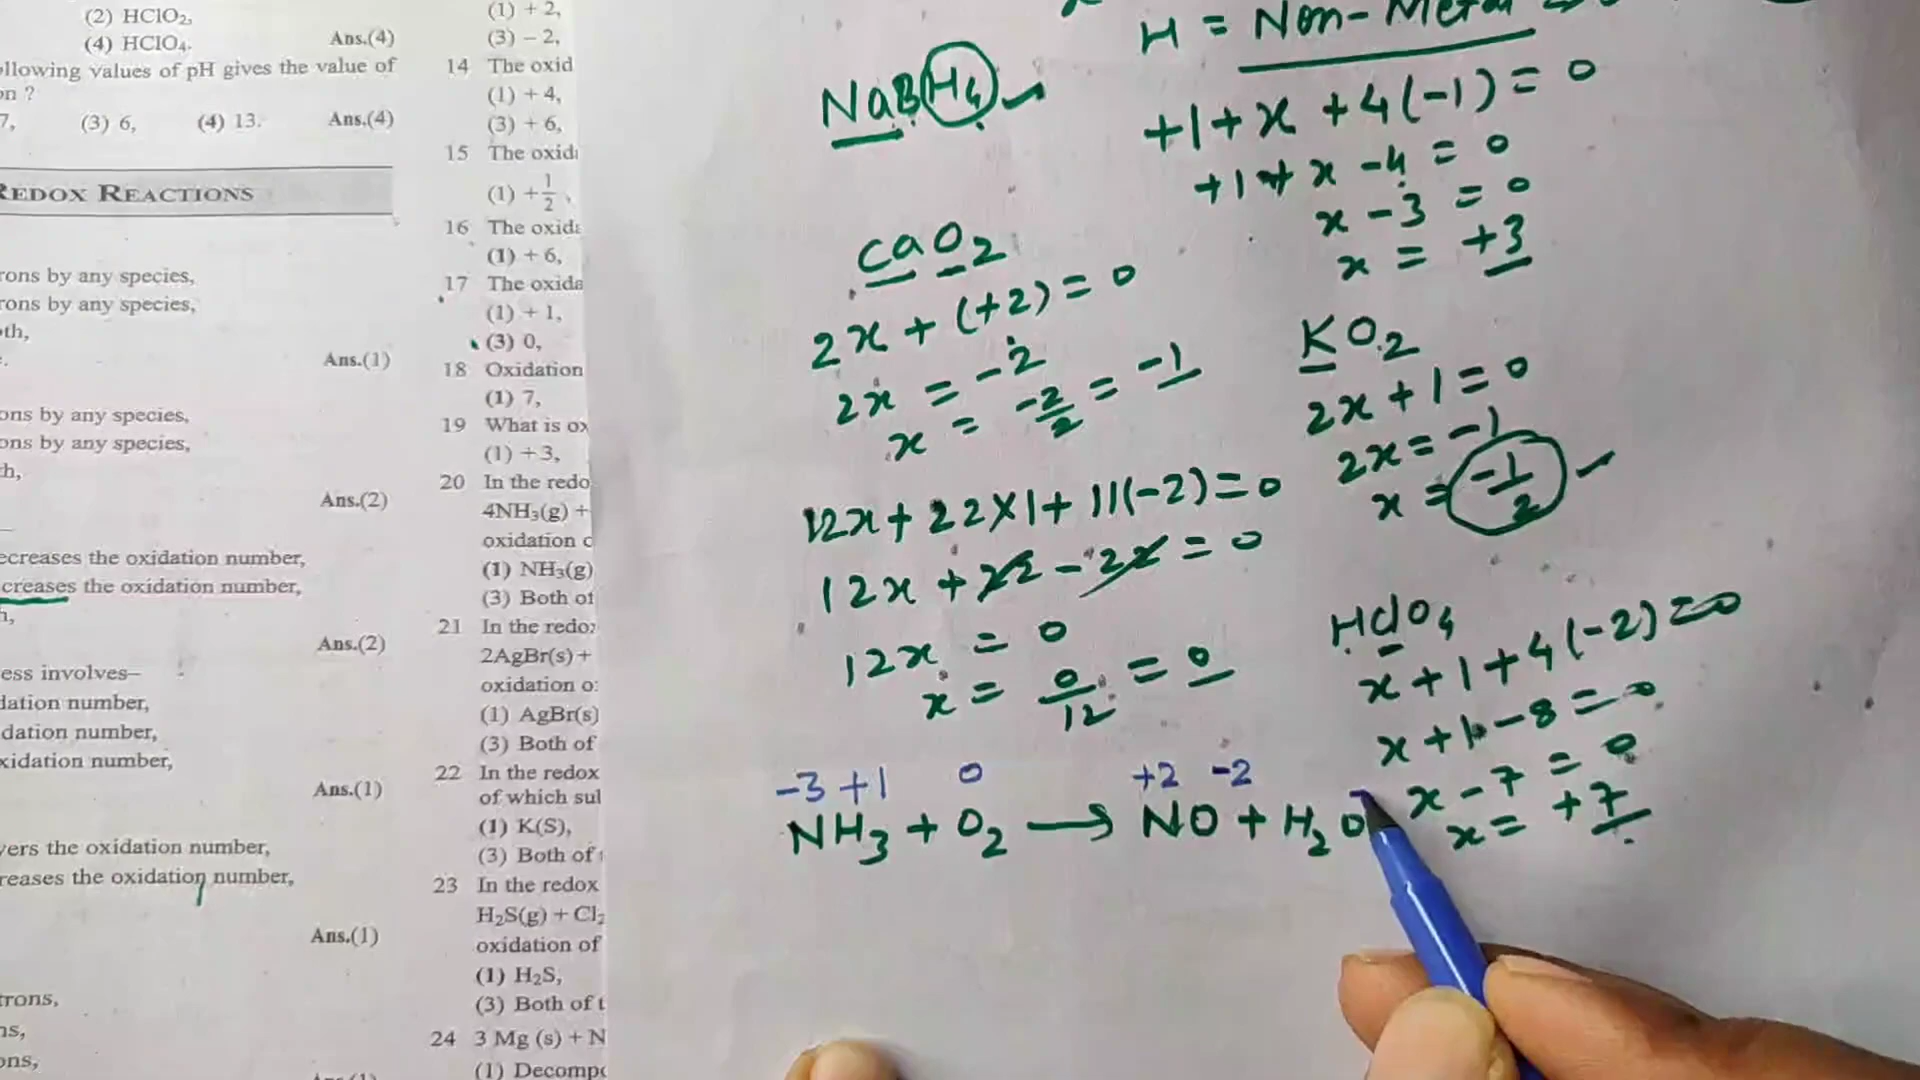 (2) HClO₂,
(4) HClO₄. Ans.(4)
llowing values of pH gives the value of
on ?
7, (3) 6, (4) 13. Ans.(4)
REDOX REACTIONS
rons by any species,
rons by any species,
oth,
Ans.(1)
ons by any species,
ons by any species,
h,
Ans.(2)
ecreases the oxidation number,
creases the oxidation number,
h,
Ans.(2)
ess involves–
dation number,
dation number,
xidation number,
Ans.(1)
vers the oxidation number,
reases the oxidation number,
Ans.(1)
trons,
ns,
ons,
(1) + 2,
(3) – 2,
14 The oxid
(1) + 4,
(3) + 6,
15 The oxid
(1) +1/2,
16 The oxida
(1) + 6,
17 The oxida
(1) + 1,
(3) 0,
18 Oxidation
(1) 7,
19 What is ox
(1) +3,
20 In the redo
4NH₃(g) +
oxidation o
(1) NH₃(g)
(3) Both of
21 In the redo
2AgBr(s) +
oxidation o
(1) AgBr(s)
(3) Both of
22 In the redox
of which sul
(1) K(S),
(3) Both of
23 In the redox
H₂S(g) + Cl₂
oxidation of
(1) H₂S,
(3) Both of t
24 3 Mg (s) + N
(1) Decompo
H = Non-Metal
NaBH₄
+1+x+4(-1)=0
+1+x-4=0
x-3=0
x=+3
CaO₂
2x+(+2)=0
2x=-2
x=-2/2=-1
KO₂
2x+1=0
2x=-1
x=-1/2
12x+22×1+11(-2)=0
12x+22-22=0
12x=0
x=0/12=0
HClO₄
x+1+4(-2)=0
x+1-8=0
x-7=0
x=+7
-3 +1 0 +2 -2
NH₃ + O₂ → NO + H₂O